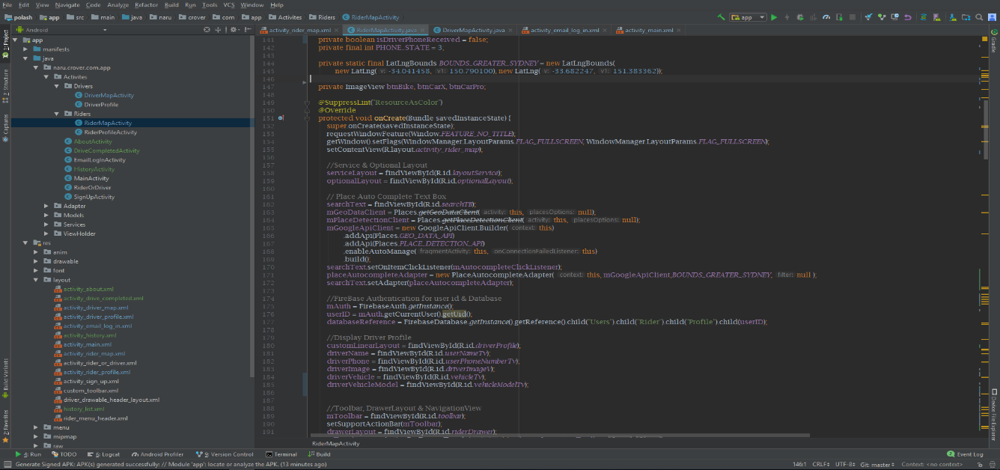 File Edit View Navigate Code Analyze Refactor Build Run Tools VCS Window Help
polash app src main java naru crover com app Activites Riders RiderMapActivity
app
Android
activity_rider_map.xml RiderMapActivity.java DriverMapActivity.java activity_email_log_in.xml activity_main.xml
1: Project
7: Structure
Captures
Build Variants
2: Favorites
app
manifests
java
naru.crover.com.app
Activites
Drivers
DriverMapActivity
DriverProfile
Riders
RiderMapActivity
RiderProfileActivity
AboutActivity
DriveCompletedActivity
EmailLogInActivity
HistoryActivity
MainActivity
RiderOrDriver
SignUpActivity
Adapter
Models
Services
ViewHolder
res
anim
drawable
font
layout
activity_about.xml
activity_drive_completed.xml
activity_driver_map.xml
activity_driver_profile.xml
activity_email_log_in.xml
activity_history.xml
activity_main.xml
activity_rider_map.xml
activity_rider_or_driver.xml
activity_rider_profile.xml
activity_sign_up.xml
custom_toolbar.xml
driver_drawable_header_layout.xml
history_list.xml
rider_menu_header.xml
menu
mipmap
raw
141 private boolean isDriverPhoneReceived = false;
142 private final int PHONE_STATE = 3;
143
144 private static final LatLngBounds BOUNDS_GREATER_SYDNEY = new LatLngBounds(
145 new LatLng( v: -34.041458, v1: 150.790100), new LatLng( v: -33.682247, v1: 151.383362));
146
147 private ImageView btnBike, btnCarX, btnCarPro;
148
149 @SuppressLint("ResourceAsColor")
150 @Override
151 protected void onCreate(Bundle savedInstanceState) {
152 super.onCreate(savedInstanceState);
153 requestWindowFeature(Window.FEATURE_NO_TITLE);
154 getWindow().setFlags(WindowManager.LayoutParams.FLAG_FULLSCREEN, WindowManager.LayoutParams.FLAG_FULLSCREEN);
155 setContentView(R.layout.activity_rider_map);
156
157 //Service & Optional Layout
158 serviceLayout = findViewById(R.id.layoutService);
159 optionalLayout = findViewById(R.id.optionalLayout);
160
161 // Place Auto Complete Text Box
162 searchText = findViewById(R.id.searchTB);
163 mGeoDataClient = Places.getGeoDataClient( activity: this, placesOptions: null);
164 mPlaceDetectionClient = Places.getPlaceDetectionClient( activity: this, placesOptions: null);
165 mGoogleApiClient = new GoogleApiClient.Builder( context: this)
166 .addApi(Places.GEO_DATA_API)
167 .addApi(Places.PLACE_DETECTION_API)
168 .enableAutoManage( fragmentActivity: this, onConnectionFailedListener: this)
169 .build();
170 searchText.setOnItemClickListener(mAutocompleteClickListener);
171 placeAutocompleteAdapter = new PlaceAutocompleteAdapter( context: this, mGoogleApiClient,BOUNDS_GREATER_SYDNEY, filter: null );
172 searchText.setAdapter(placeAutocompleteAdapter);
173
174 //FireBase Authentication for user id & Database
175 mAuth = FirebaseAuth.getInstance();
176 userID = mAuth.getCurrentUser().getUid();
177 databaseReference = FirebaseDatabase.getInstance().getReference().child("Users").child("Rider").child("Profile").child(userID);
178
179 //Display Driver Profile
180 customLinearLayout = findViewById(R.id.driverProfile);
181 driverName = findViewById(R.id.userNameTv);
182 driverPhone = findViewById(R.id.userPhoneNumberTv);
183 driverImage = findViewById(R.id.driverImageV);
184 driverVehicle = findViewById(R.id.vehicleTv);
185 driverVehicleModel = findViewById(R.id.vehicleModelTV);
186
187
188 //Toolbar, DrawerLayout & NavigationView
189 mToolbar = findViewById(R.id.toolbar);
190 setSupportActionBar(mToolbar);
191 drawerLayout = findViewById(R.id.riderDrawer);
RiderMapActivity
Gradle
Device File Explorer
4: Run TODO 6: Logcat Android Profiler 9: Version Control Terminal Build 2 Event Log
Generate Signed APK: APK(s) generated successfully: // Module 'app': locate or analyze the APK. (13 minutes ago) 146:1 CRLF UTF-8 Git: master Context: <no context>